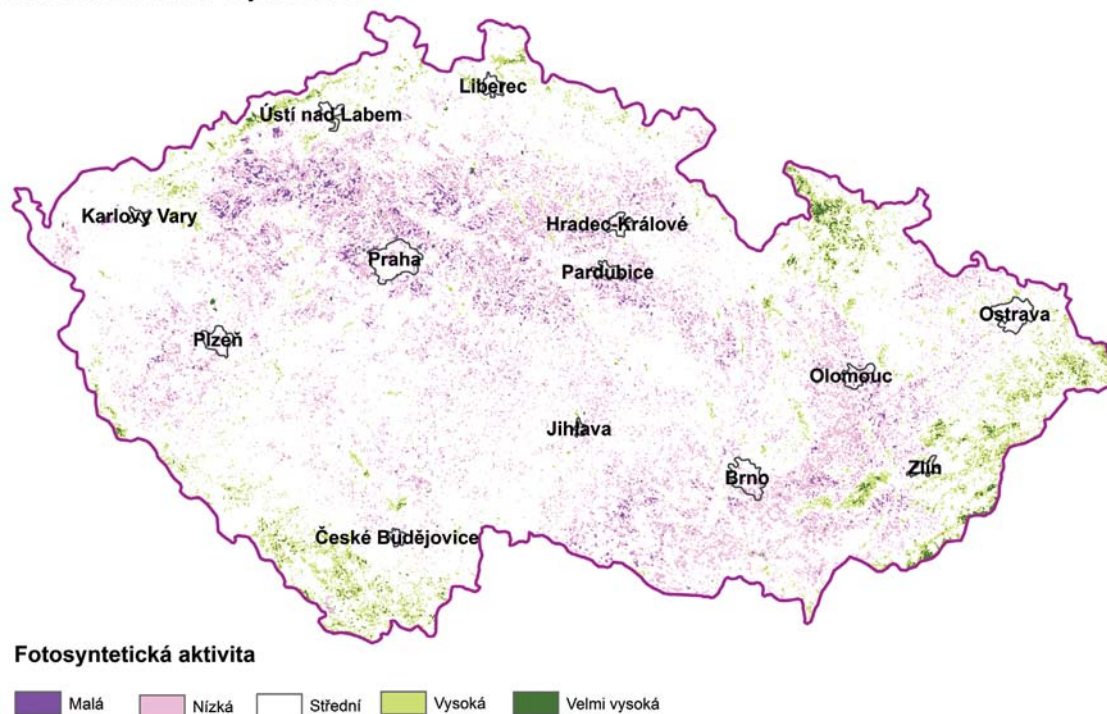 Liberec
Ústí nad Labem
Karlovy Vary
Hradec-Králové
Praha
Pardubice
Ostrava
Plzeň
Olomouc
Jihlava
Zlín
Brno
České Budějovice
Fotosyntetická aktivita
Malá
Nízká
Střední
Vysoká
Velmi vysoká